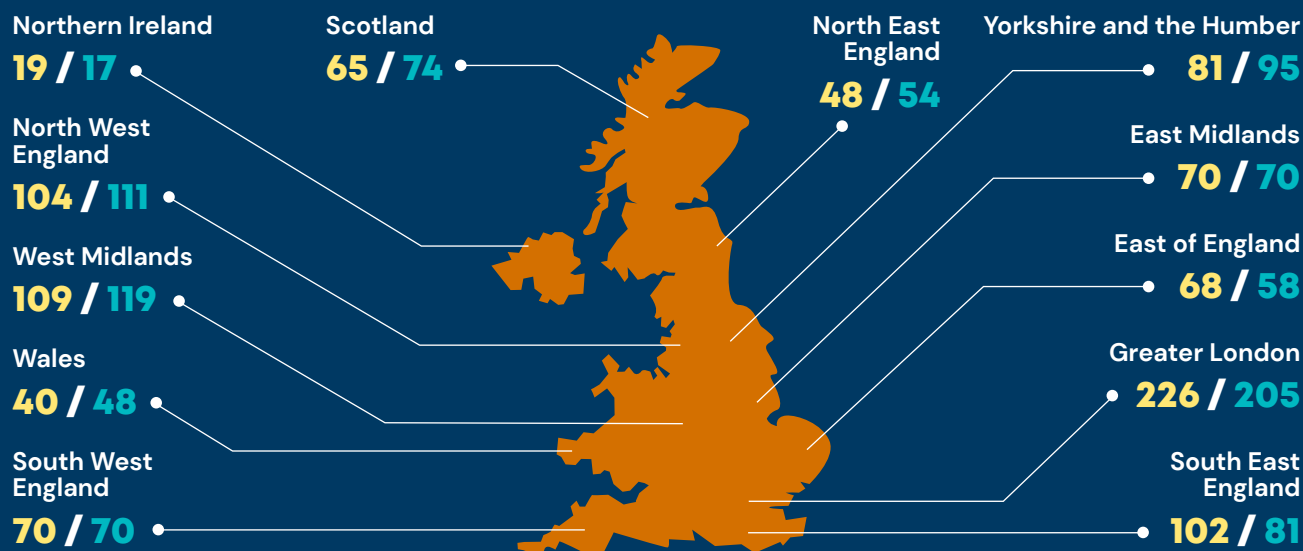 Northern Ireland
19 / 17
North West
England
104 / 111
West Midlands
109 / 119
Wales
40 / 48
South West
England
70 / 70
Scotland
65 / 74
North East
England
48 / 54
Yorkshire and the Humber
81 / 95
East Midlands
70 / 70
East of England
68 / 58
Greater London
226 / 205
South East
England
102 / 81